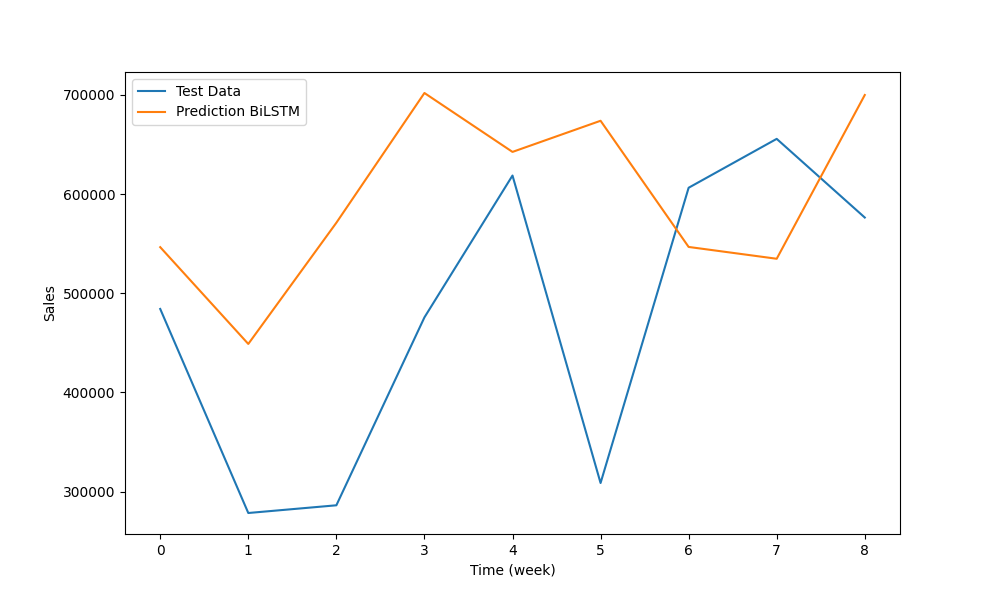 Test Data
Prediction BiLSTM
700000
600000
500000
400000
300000
Sales
0 1 2 3 4 5 6 7 8
Time (week)